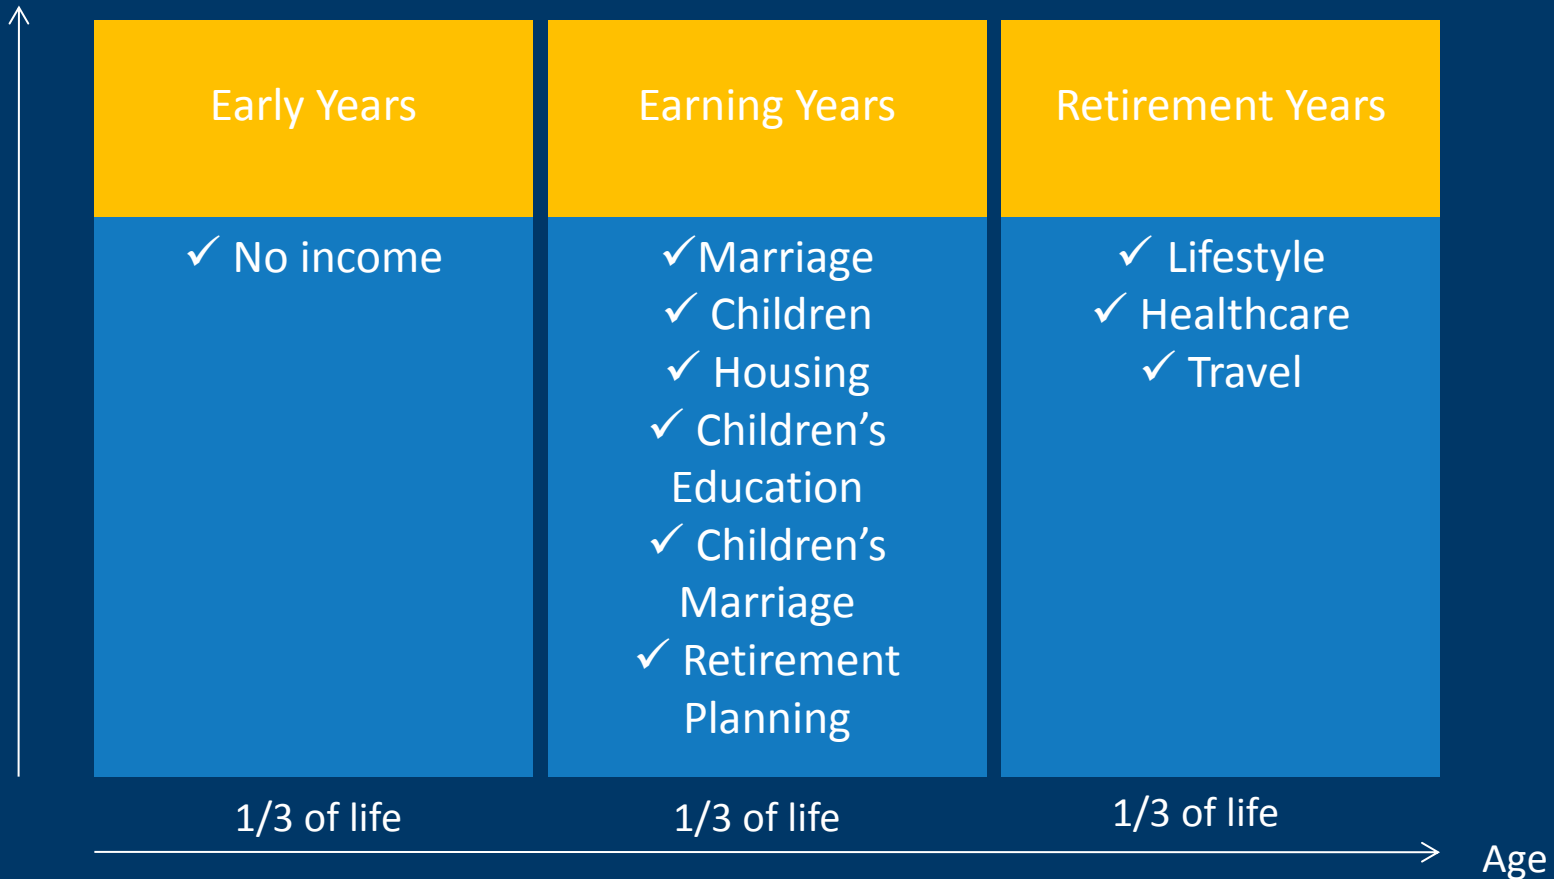 Early Years
✓ No income
Earning Years
✓Marriage
✓ Children
✓ Housing
✓ Children’s
Education
✓ Children’s
Marriage
✓ Retirement
Planning
Retirement Years
✓ Lifestyle
✓ Healthcare
✓ Travel
1/3 of life
1/3 of life
1/3 of life
Age